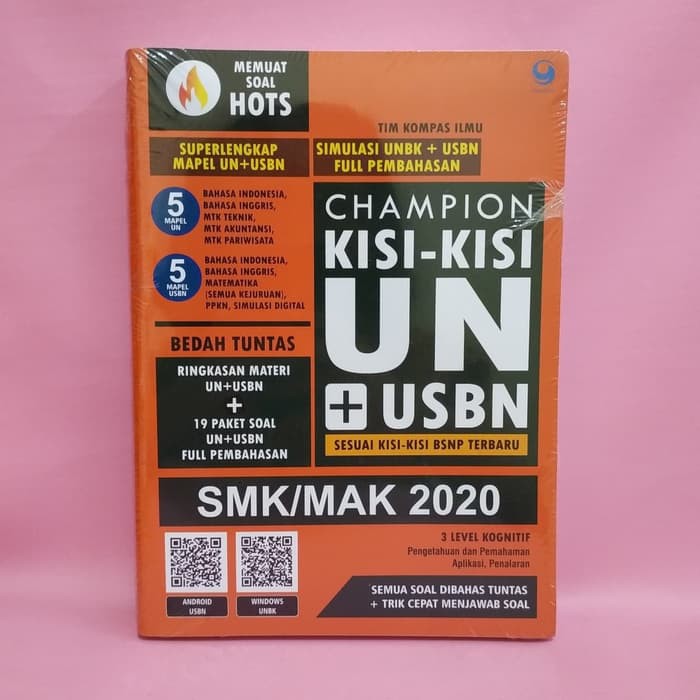 MEMUAT
SOAL
HOTS
TIM KOMPAS ILMU
SUPERLENGKAP
MAPEL UN+USBN
SIMULASI UNBK + USBN
FULL PEMBAHASAN
5
MAPEL
UN
BAHASA INDONESIA,
BAHASA INGGRIS,
MTK TEKNIK,
MTK AKUNTANSI,
MTK PARIWISATA
5
MAPEL
USBN
BAHASA INDONESIA,
BAHASA INGGRIS,
MATEMATIKA
(SEMUA KEJURUAN),
PPKN, SIMULASI DIGITAL
CHAMPION
KISI-KISI
UN
+ USBN
SESUAI KISI-KISI BSNP TERBARU
BEDAH TUNTAS
RINGKASAN MATERI
UN+USBN
+
19 PAKET SOAL
UN+USBN
FULL PEMBAHASAN
SMK/MAK 2020
ANDROID
USBN
WINDOWS
UNBK
3 LEVEL KOGNITIF
Pengetahuan dan Pemahaman
Aplikasi, Penalaran
SEMUA SOAL DIBAHAS TUNTAS
+ TRIK CEPAT MENJAWAB SOAL